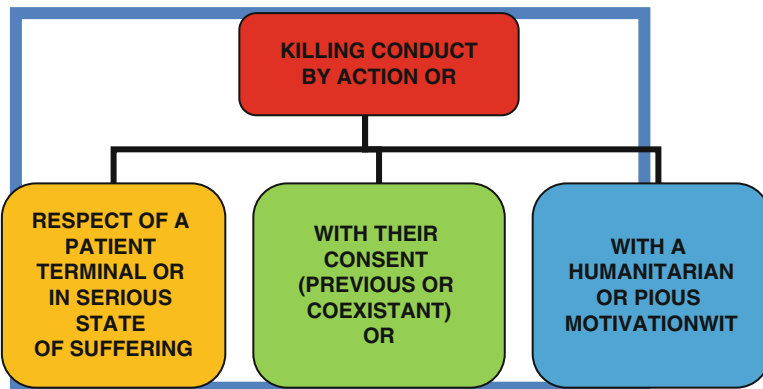 KILLING CONDUCT
BY ACTION OR
RESPECT OF A
PATIENT
TERMINAL OR
IN SERIOUS
STATE
OF SUFFERING
WITH THEIR
CONSENT
(PREVIOUS OR
COEXISTANT)
OR
WITH A
HUMANITARIAN
OR PIOUS
MOTIVATIONWIT